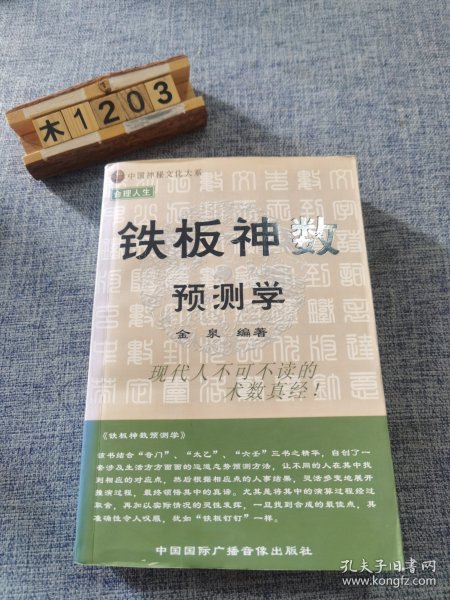 木1203
中国神秘文化大系
合理人生
铁板神数
预测学
金泉 编著
现代人不可不读的
术数真经!
《铁板神数预测学》
该书结合“奇门”、“太乙”、“六壬”三书之精华，自创了一
套涉及生活方方面面的运道态势预测方法，让不同的人在其中找
到相应的对应点，然后根据相应点的人事结果，灵活多变地展开
推演过程，最终领悟其中的真谛。尤其是将其中的演算过程经过
取舍，再加以实际情况的灵性发挥，一旦找到合成的最佳点，其
准确性令人叹服，犹如“铁板钉钉”一样。
中国国际广播音像出版社
孔夫子旧书网
www.kongfz.com